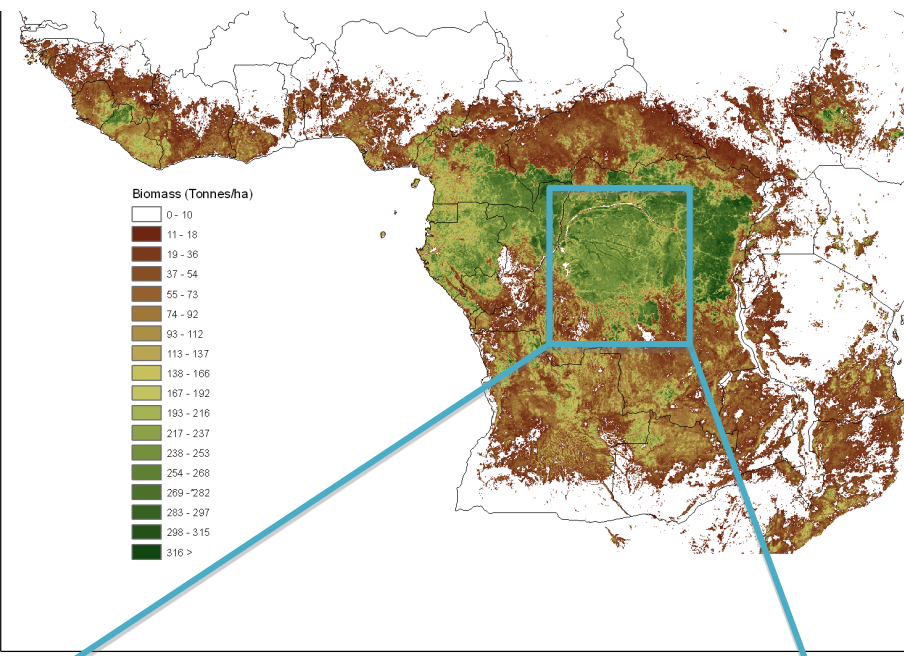 Biomass (Tonnes/ha)
0 - 10
11 - 18
19 - 36
37 - 54
55 - 73
74 - 92
93 - 112
113 - 137
138 - 166
167 - 192
193 - 216
217 - 237
238 - 253
254 - 268
269 - 282
283 - 297
298 - 315
316 >